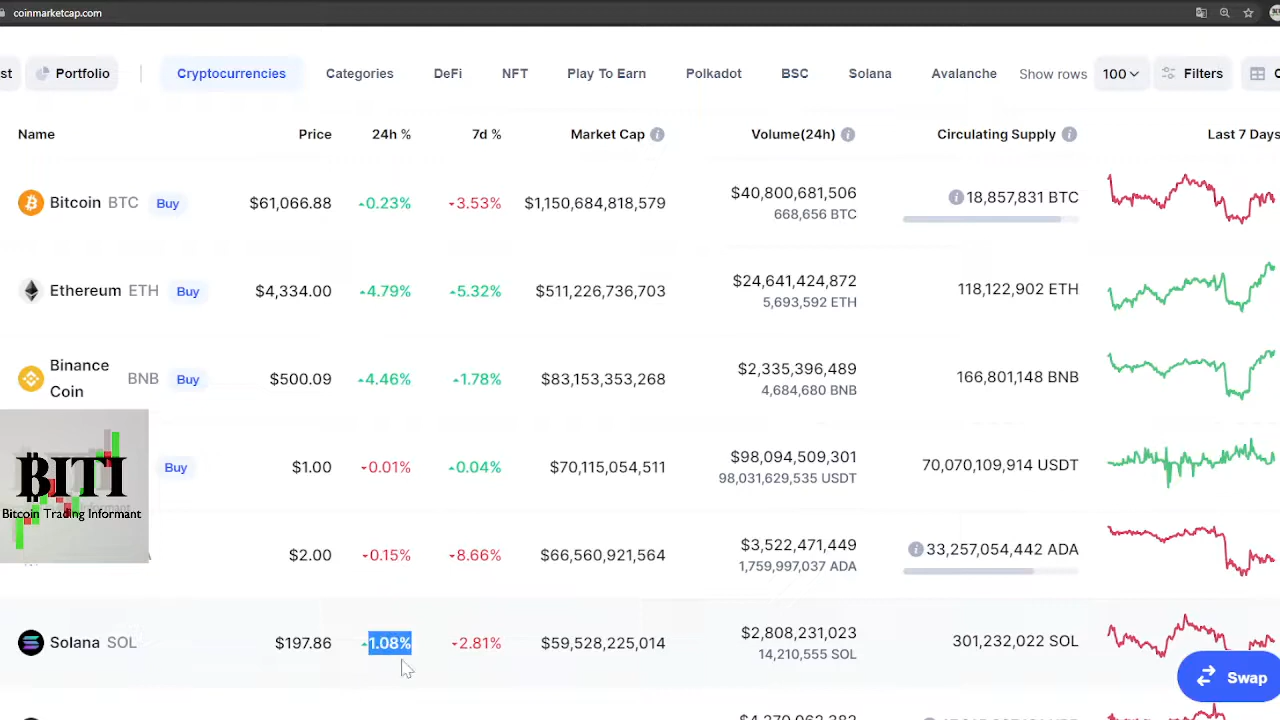 coinmarketcap.com
st Portfolio Cryptocurrencies Categories DeFi NFT Play To Earn Polkadot BSC Solana Avalanche Show rows 100 Filters
Name Price 24h % 7d % Market Cap Volume(24h) Circulating Supply Last 7 Days
$40,800,681,506
Bitcoin BTC Buy $61,066.88 0.23% 3.53% $1,150,684,818,579 18,857,831 BTC
668,656 BTC
$24,641,424,872
Ethereum ETH Buy $4,334.00 4.79% 5.32% $511,226,736,703 118,122,902 ETH
5,693,592 ETH
Binance $2,335,396,489
BNB Buy $500.09 4.46% 1.78% $83,153,353,268 166,801,148 BNB
Coin 4,684,680 BNB
$98,094,509,301
Buy $1.00 0.01% 0.04% $70,115,054,511 70,070,109,914 USDT
98,031,629,535 USDT
BITI
Bitcoin Trading Informant
$3,522,471,449
$2.00 0.15% 8.66% $66,560,921,564 33,257,054,442 ADA
1,759,997,037 ADA
$2,808,231,023
Solana SOL $197.86 1.08% 2.81% $59,528,225,014 301,232,022 SOL
14,210,555 SOL
Swap